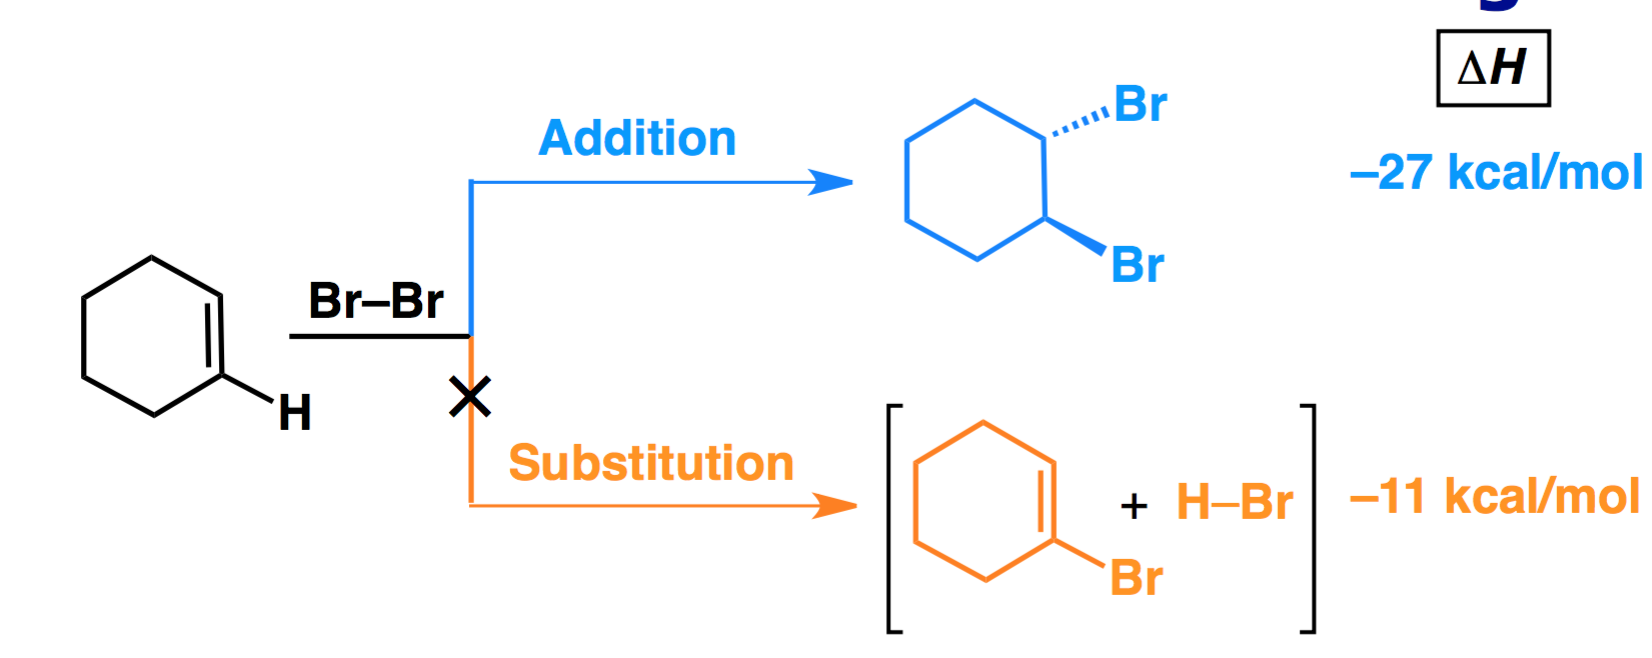 ΔH
Addition
Br
–27 kcal/mol
Br
Br–Br
H
Substitution
+ H–Br
–11 kcal/mol
Br